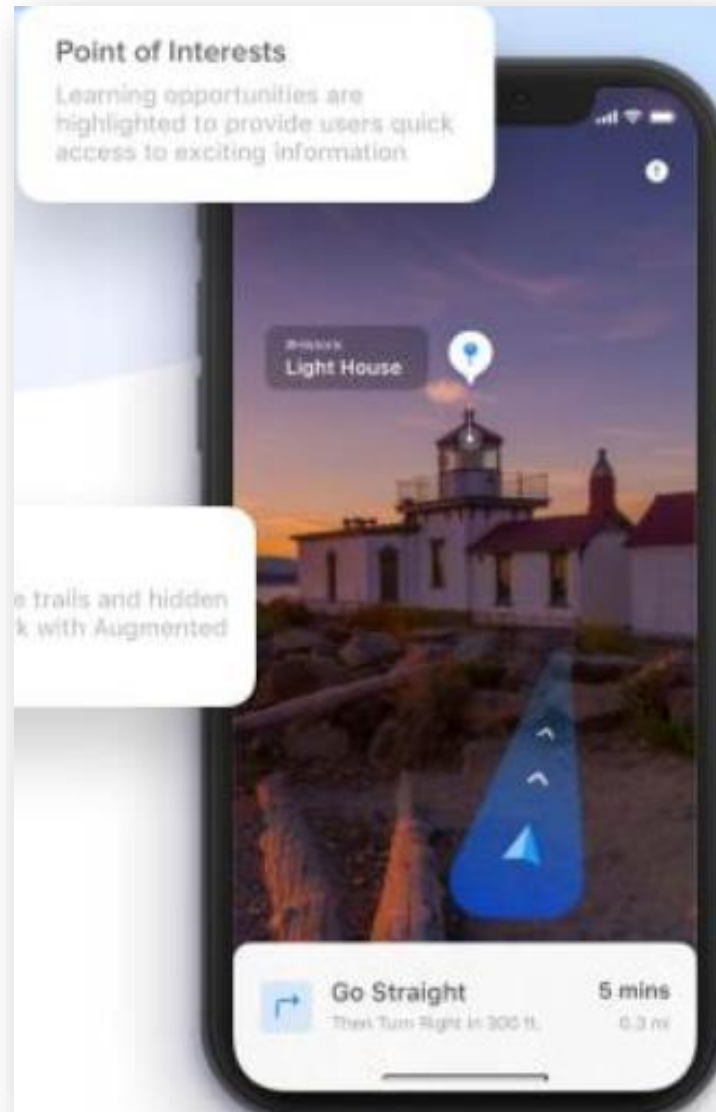 Point of Interests
Learning opportunities are
highlighted to provide users quick
access to exciting information
#Historic
Light House
e trails and hidden
k with Augmented
Go Straight
5 mins
Then Turn Right in 300 ft.
0.3 mi